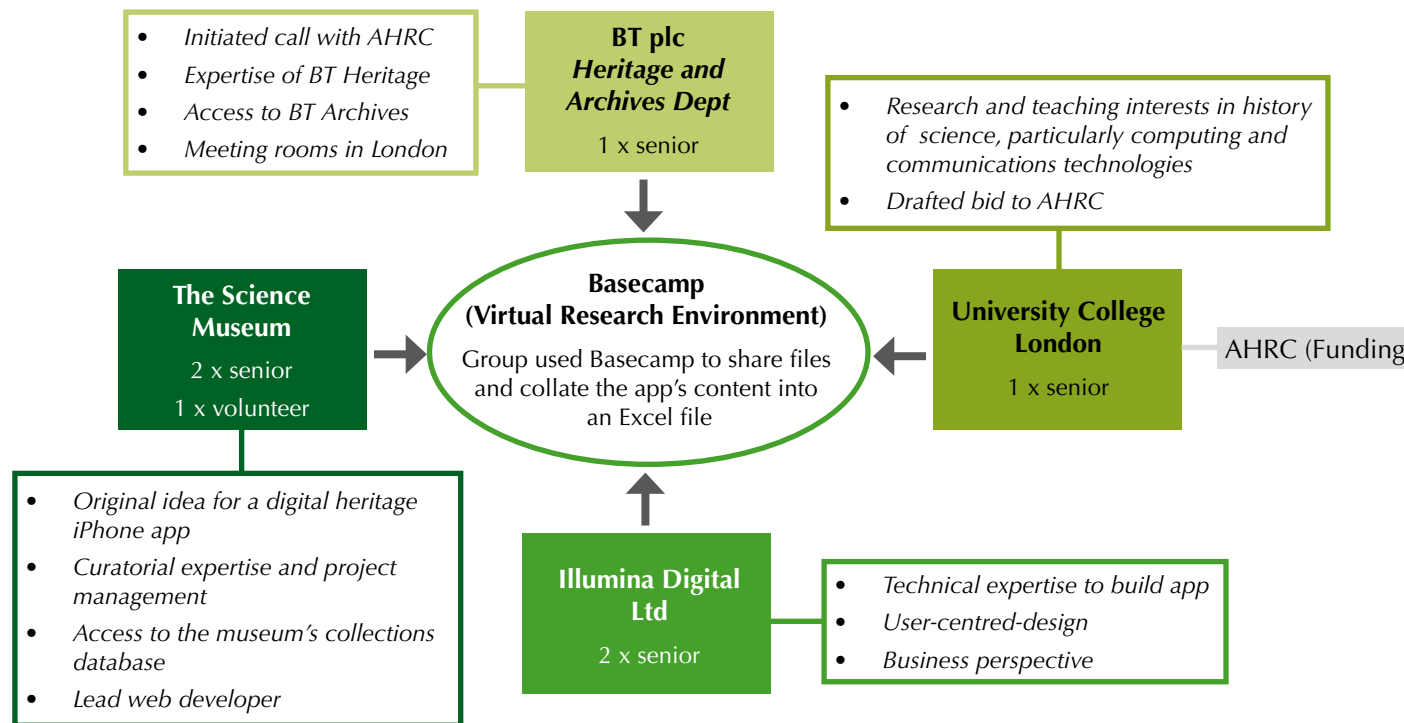 • Initiated call with AHRC
• Expertise of BT Heritage
• Access to BT Archives
• Meeting rooms in London
BT plc
Heritage and
Archives Dept
1 x senior
• Research and teaching interests in history
of science, particularly computing and
communications technologies
• Drafted bid to AHRC
The Science
Museum
2 x senior
1 x volunteer
Basecamp
(Virtual Research Environment)
Group used Basecamp to share files
and collate the app’s content into
an Excel file
University College
London
1 x senior
AHRC (Funding
• Original idea for a digital heritage
iPhone app
• Curatorial expertise and project
management
• Access to the museum’s collections
database
• Lead web developer
Illumina Digital
Ltd
2 x senior
• Technical expertise to build app
• User-centred-design
• Business perspective